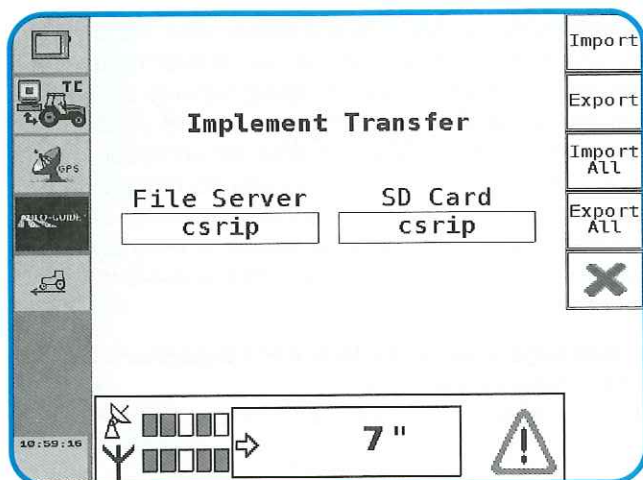 TC
GPS
AUTO-GUIDE
10:59:16
Implement Transfer
File Server
csrip
SD Card
csrip
Import
Export
Import
All
Export
All
7"
!